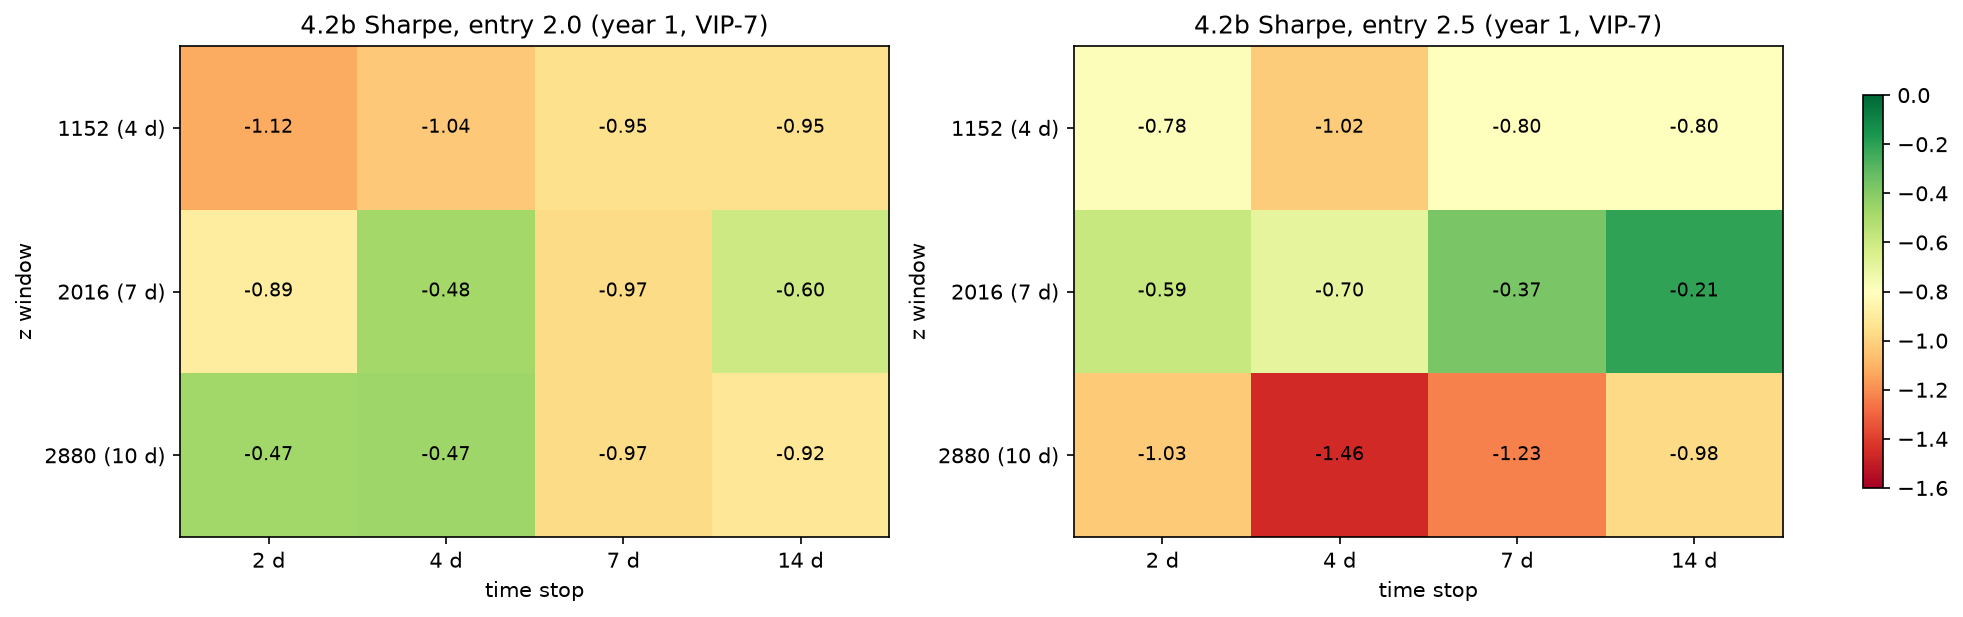 4.2b Sharpe, entry 2.0 (year 1, VIP-7)
z window
1152 (4 d)
-1.12 -1.04 -0.95 -0.95
2016 (7 d)
-0.89 -0.48 -0.97 -0.60
2880 (10 d)
-0.47 -0.47 -0.97 -0.92
2 d 4 d 7 d 14 d
time stop
4.2b Sharpe, entry 2.5 (year 1, VIP-7)
z window
1152 (4 d)
-0.78 -1.02 -0.80 -0.80
2016 (7 d)
-0.59 -0.70 -0.37 -0.21
2880 (10 d)
-1.03 -1.46 -1.23 -0.98
2 d 4 d 7 d 14 d
time stop
0.0
−0.2
−0.4
−0.6
−0.8
−1.0
−1.2
−1.4
−1.6